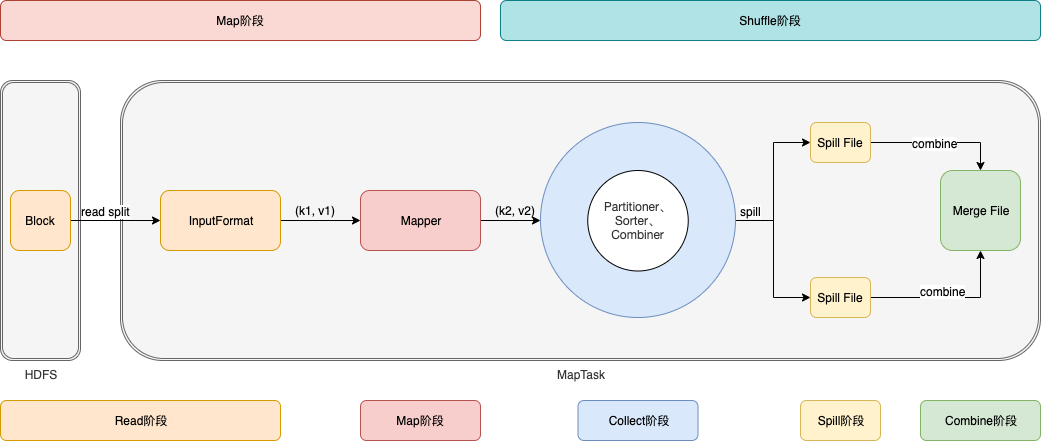 Map阶段
Shuffle阶段
Block
read split
InputFormat
(k1, v1)
Mapper
(k2, v2)
Partitioner、
Sorter、
Combiner
spill
Spill File
combine
Merge File
Spill File
combine
HDFS
MapTask
Read阶段
Map阶段
Collect阶段
Spill阶段
Combine阶段